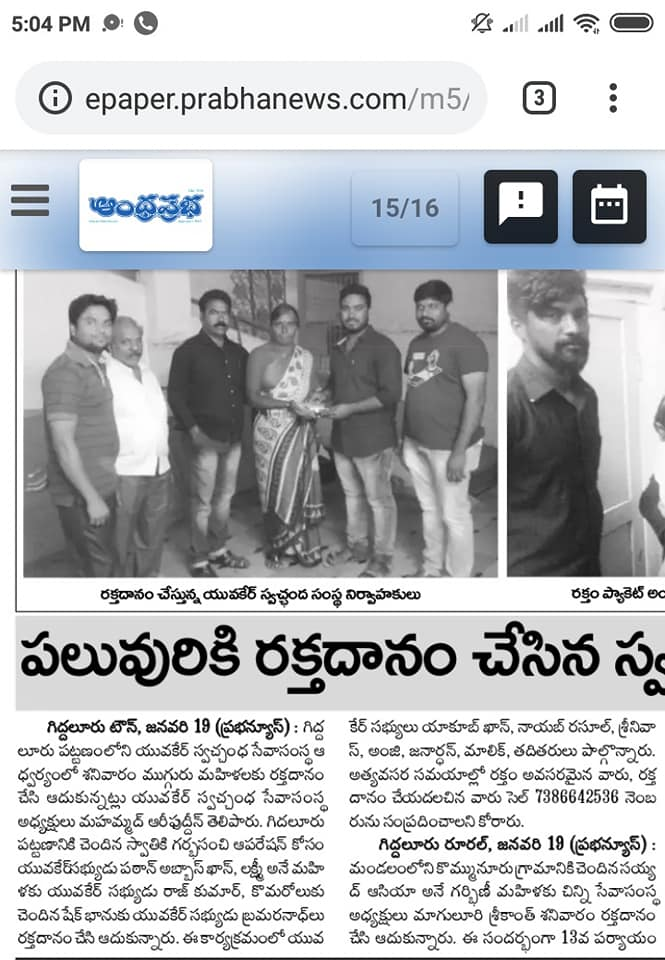 5:04 PM
epaper.prabhanews.com/m5/
3
ఆంధ్రప్రభ
15/16
రక్తదానం చేస్తున్న యువకేర్ స్వచ్ఛంద సంస్థ నిర్వాహకులు
రక్తం ప్యాకెట్ అం
పలువురికి రక్తదానం చేసిన స్వ
గిద్దలూరు టౌన్, జనవరి 19 (ప్రభన్యూస్) : గిద్ద
లూరు పట్టణంలోని యువకేర్ స్వచ్చంధ సేవాసంస్థ ఆ
ధ్వర్యంలో శనివారం ముగ్గురు మహిళలకు రక్తదానం
చేసి ఆదుకున్నట్లు యువకేర్ స్వచ్చంధ సేవాసంస్థ
అధ్యక్షులు మహమ్మద్ ఆరీఫుద్దీన్ తెలిపారు. గిదలూరు
పట్టణానికి చెందిన స్వాతికి గర్భసంచి ఆపరేషన్ కోసం
యువకేర్‌సభ్యుడు పఠాన్ అబ్బాస్ ఖాన్, లక్ష్మీ అనే మహి
ళకు యువకేర్ సభ్యుడు రాజ్ కుమార్, కొమరోలుకు
చెందిన షేక్ భానుకు యువకేర్ సభ్యుడు భ్రమరనాధ్‌లు
రక్తదానం చేసి ఆదుకున్నారు. ఈ కార్యక్రమంలో యువ
కేర్ సభ్యులు యాకూబ్ ఖాన్, నాయబ్ రసూల్, శ్రీనివా
స్, అంజి, జనార్ధన్, మాలిక్, తదితరులు పాల్గొన్నారు.
అత్యవసర సమయాల్లో రక్తం అవసరమైన వారు, రక్త
దానం చేయదలచిన వారు సెల్ 7386642536 నెంబ
రును సంప్రదించాలని కోరారు.
గిద్దలూరు రూరల్, జనవరి 19 (ప్రభన్యూస్) :
మండలంలోని కొమ్మునూరు గ్రామానికి చెందిన సయ్య
ద్ ఆసియా అనే గర్భిణీ మహిళకు చిన్ని సేవాసంస్థ
అధ్యక్షులు మాగులూరి శ్రీకాంత్ శనివారం రక్తదానం
చేసి ఆదుకున్నారు. ఈ సందర్భంగా 13వ పర్యాయం